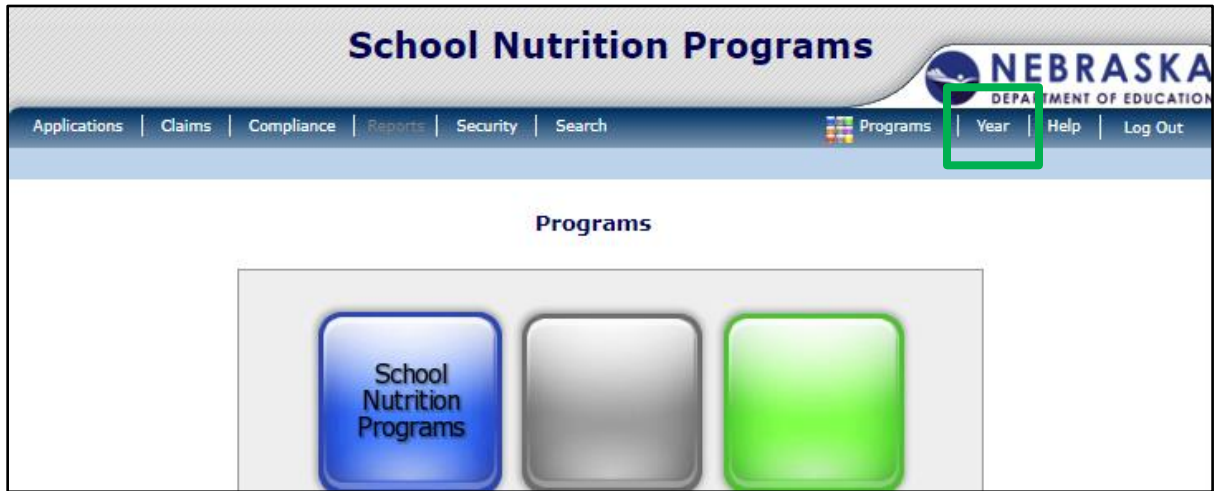 School Nutrition Programs
NEBRASKA
DEPARTMENT OF EDUCATION
Applications | Claims | Compliance | Reports | Security | Search Programs | Year | Help | Log Out
Programs
School
Nutrition
Programs